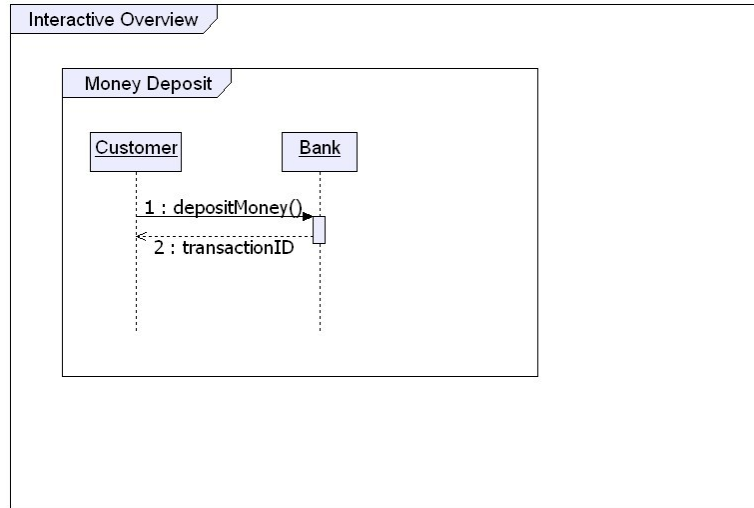 Interactive Overview
Money Deposit
Customer
Bank
1 : depositMoney()
2 : transactionID